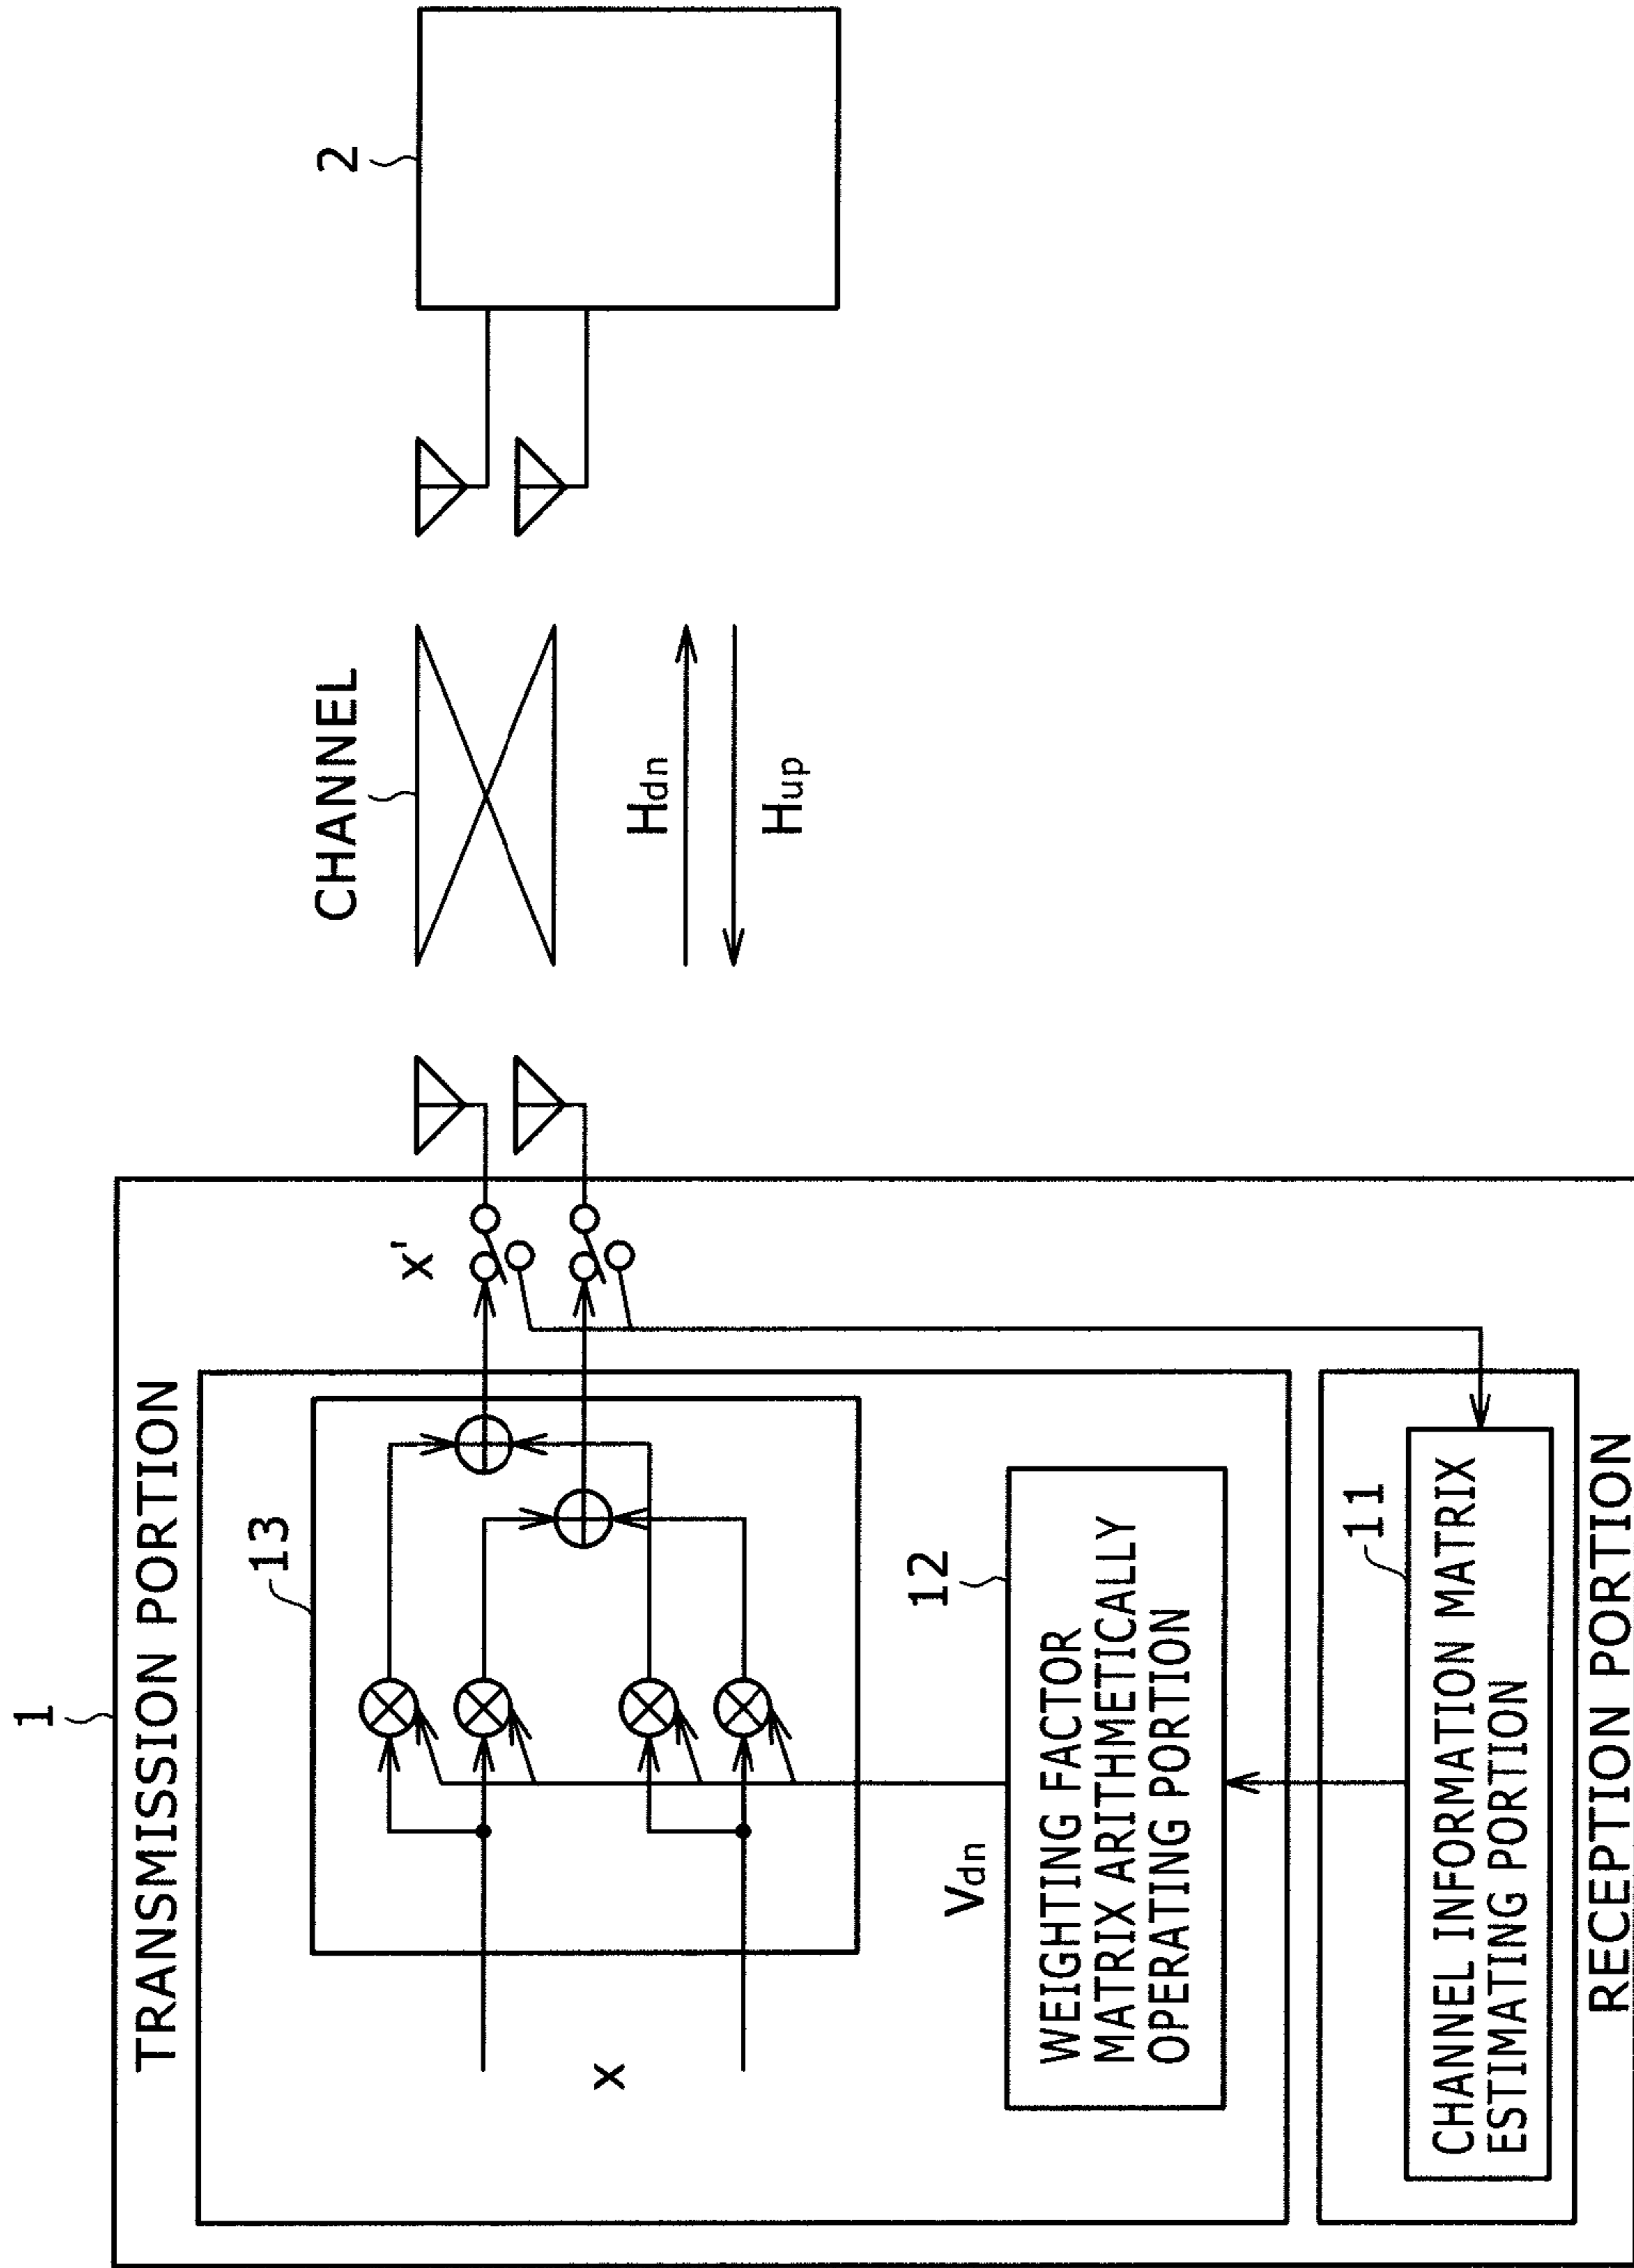 1
TRANSMISSION PORTION
13
x
x'
12
Vdn
WEIGHTING FACTOR
MATRIX ARITHMETICALLY
OPERATING PORTION
11
CHANNEL INFORMATION MATRIX
ESTIMATING PORTION
RECEPTION PORTION
CHANNEL
Hdn
Hup
2